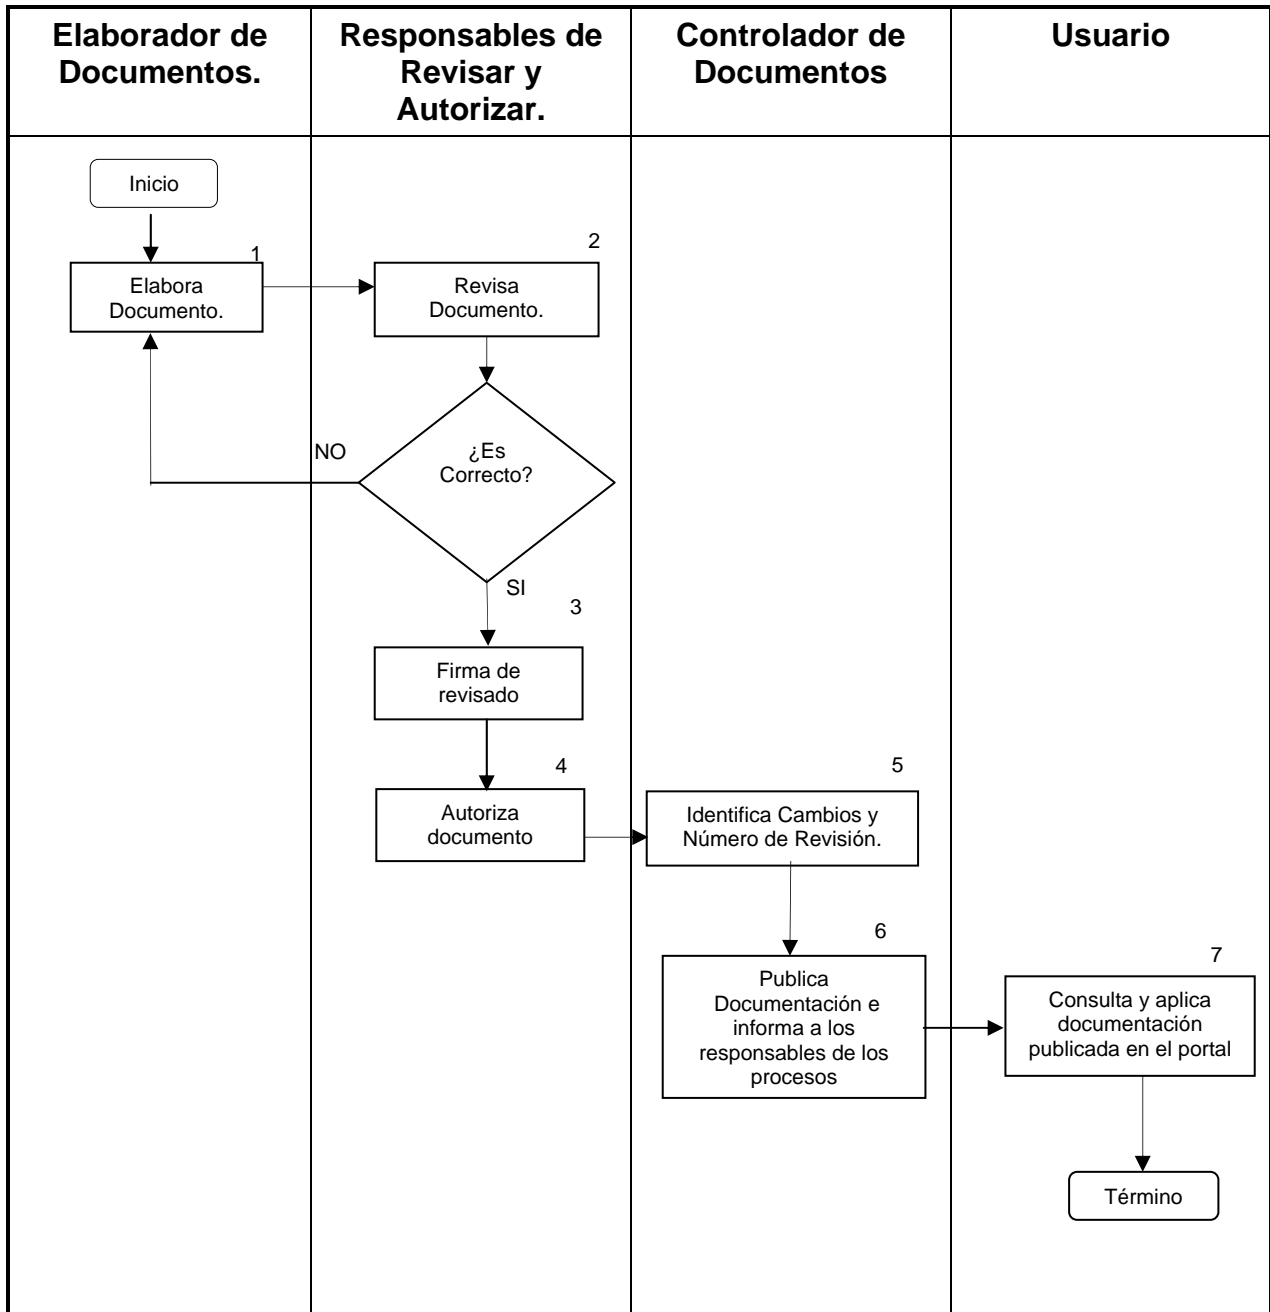 Elaborador de
Documentos.
Responsables de
Revisar y
Autorizar.
Controlador de
Documentos
Usuario
Inicio
1
Elabora
Documento.
2
Revisa
Documento.
¿Es
Correcto?
NO
SI
3
Firma de
revisado
4
Autoriza
documento
5
Identifica Cambios y
Número de Revisión.
6
Publica
Documentación e
informa a los
responsables de los
procesos
7
Consulta y aplica
documentación
publicada en el portal
Término